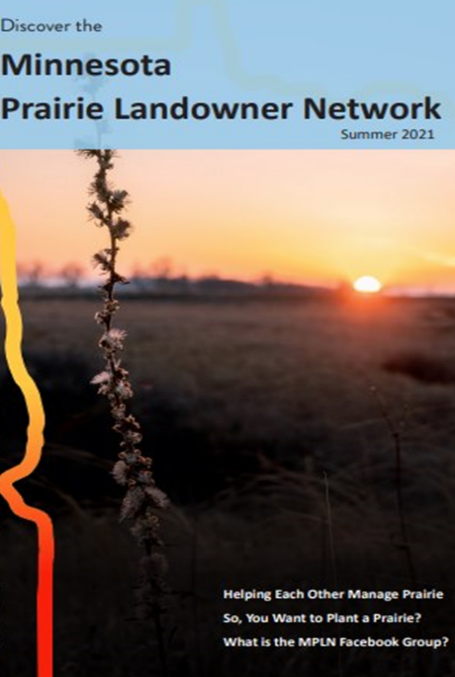 Discover the
Minnesota
Prairie Landowner Network
Summer 2021
Helping Each Other Manage Prairie
So, You Want to Plant a Prairie?
What is the MPLN Facebook Group?